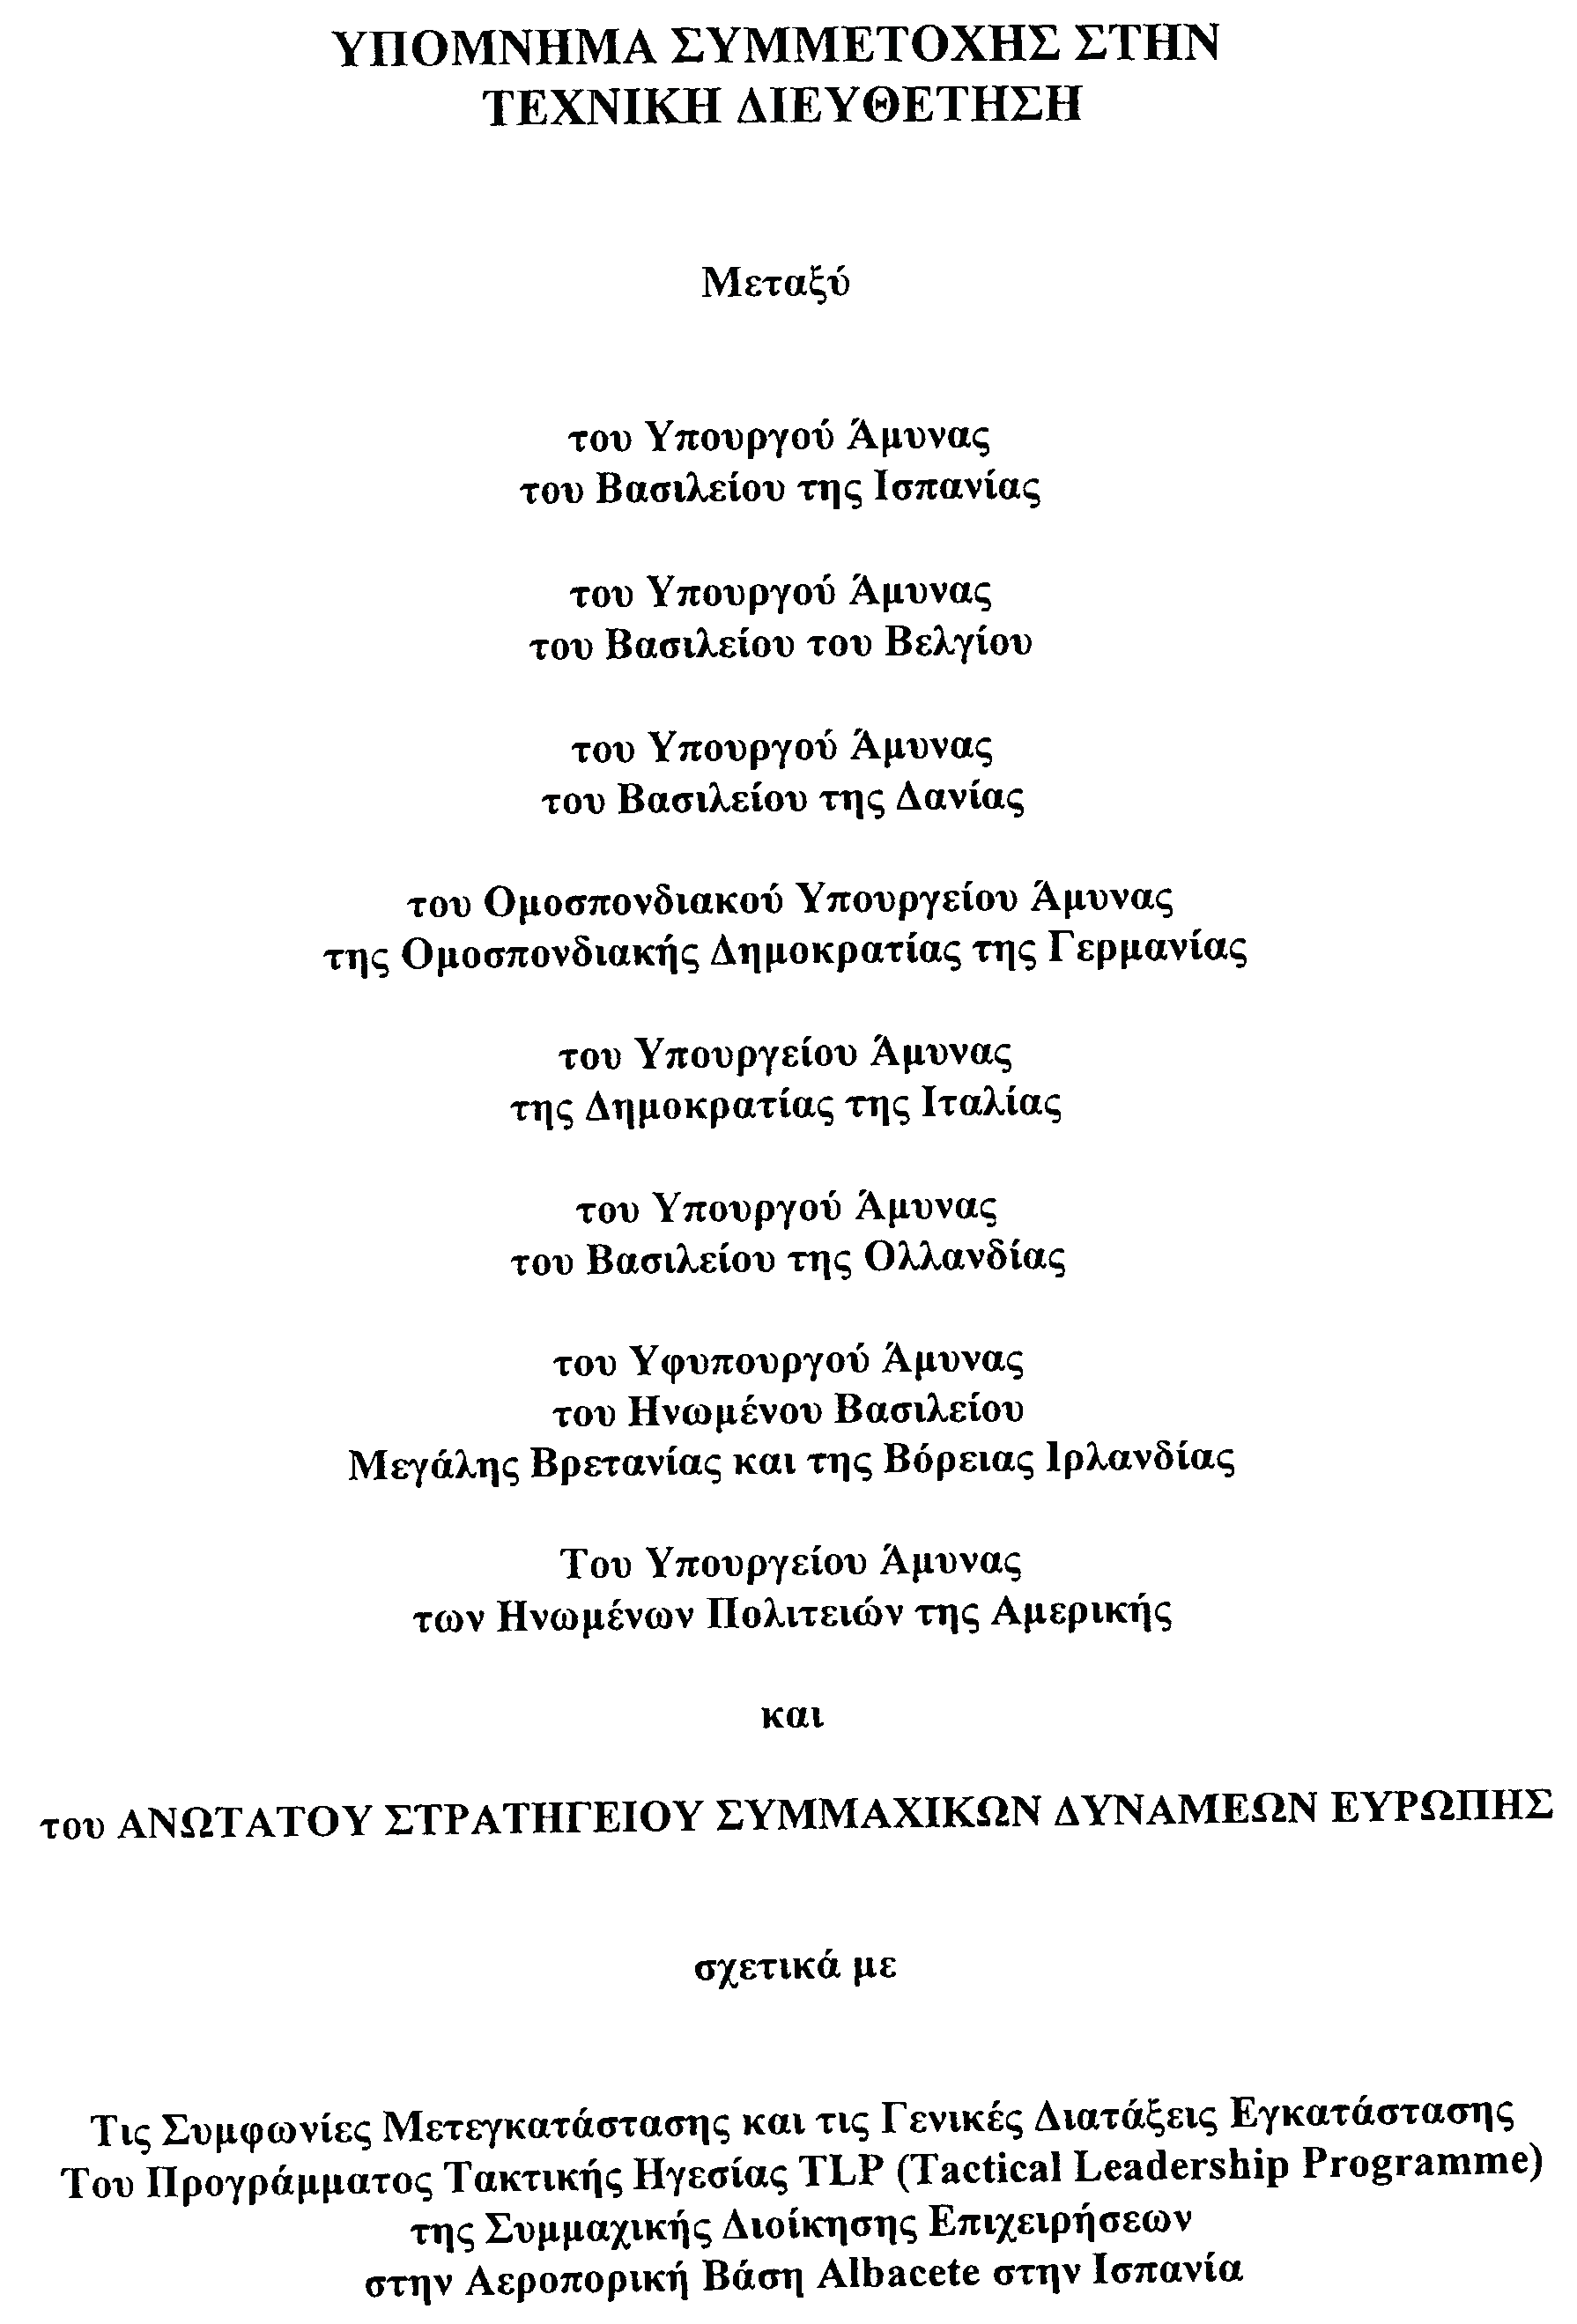 ΥΠΟΜΝΗΜΑ ΣΥΜΜΕΤΟΧΗΣ ΣΤΗΝ
ΤΕΧΝΙΚΗ ΔΙΕΥΘΕΤΗΣΗ
Μεταξύ
του Υπουργού Άμυνας
του Βασιλείου της Ισπανίας
του Υπουργού Άμυνας
του Βασιλείου του Βελγίου
του Υπουργού Άμυνας
του Βασιλείου της Δανίας
του Ομοσπονδιακού Υπουργείου Άμυνας
της Ομοσπονδιακής Δημοκρατίας της Γερμανίας
του Υπουργείου Άμυνας
της Δημοκρατίας της Ιταλίας
του Υπουργού Άμυνας
του Βασιλείου της Ολλανδίας
του Υφυπουργού Άμυνας
του Ηνωμένου Βασιλείου
Μεγάλης Βρετανίας και της Βόρειας Ιρλανδίας
Του Υπουργείου Άμυνας
των Ηνωμένων Πολιτειών της Αμερικής
και
του ΑΝΩΤΑΤΟΥ ΣΤΡΑΤΗΓΕΙΟΥ ΣΥΜΜΑΧΙΚΩΝ ΔΥΝΑΜΕΩΝ ΕΥΡΩΠΗΣ
σχετικά με
Τις Συμφωνίες Μετεγκατάστασης και τις Γενικές Διατάξεις Εγκατάστασης
Του Προγράμματος Τακτικής Ηγεσίας TLP (Tactical Leadership Programme)
της Συμμαχικής Διοίκησης Επιχειρήσεων
στην Αεροπορική Βάση Albacete στην Ισπανία